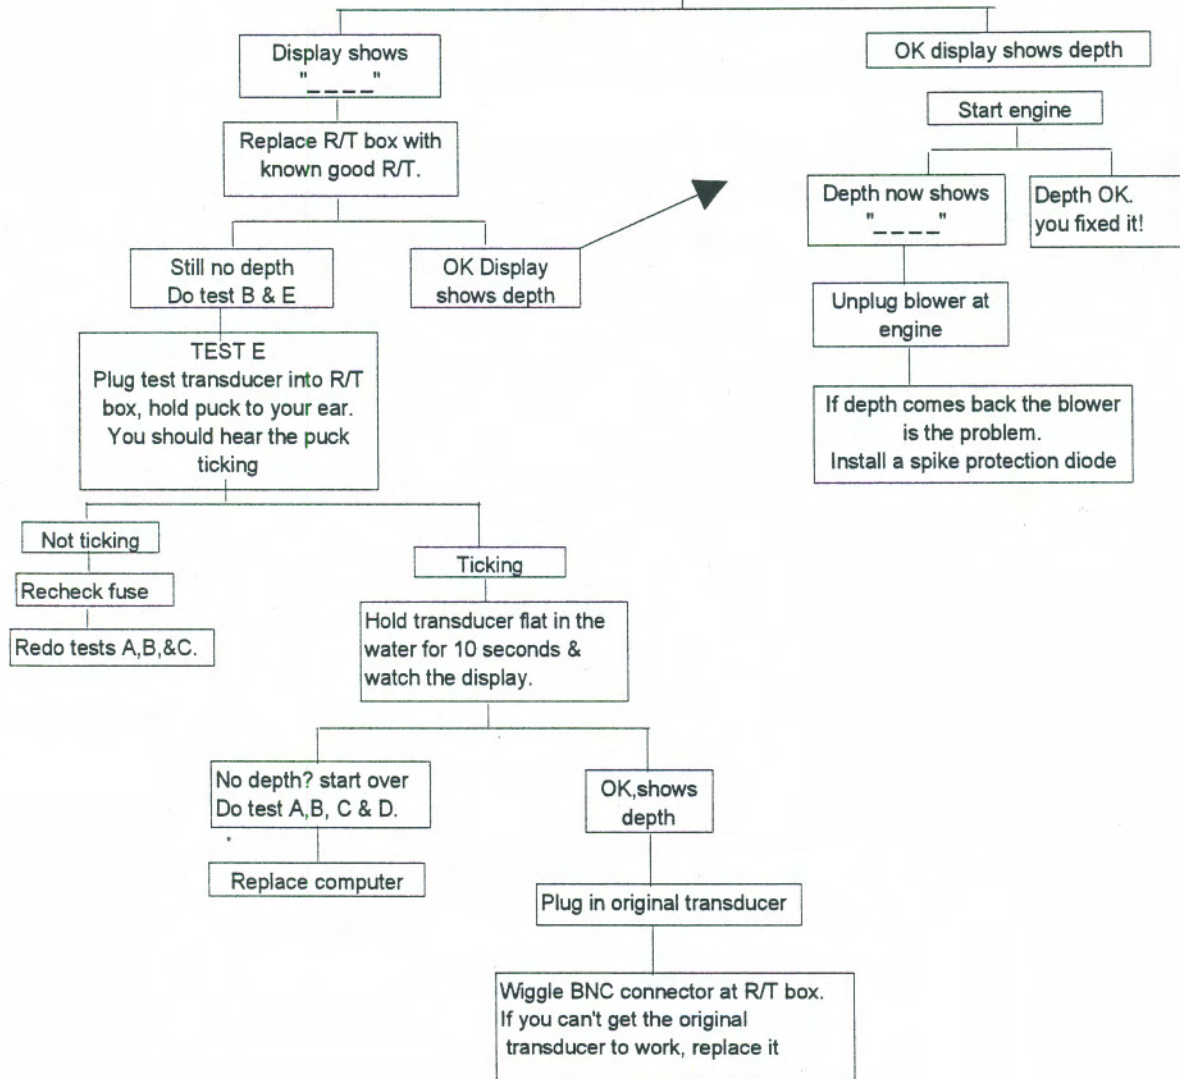 Display shows
"_ _ _ _"
Replace R/T box with
known good R/T.
Still no depth
Do test B & E
OK Display
shows depth
TEST E
Plug test transducer into R/T
box, hold puck to your ear.
You should hear the puck
ticking
Not ticking
Recheck fuse
Redo tests A,B,&C.
Ticking
Hold transducer flat in the
water for 10 seconds &
watch the display.
No depth? start over
Do test A,B, C & D.
Replace computer
OK,shows
depth
Plug in original transducer
Wiggle BNC connector at R/T box.
If you can't get the original
transducer to work, replace it
OK display shows depth
Start engine
Depth now shows
"_ _ _ _"
Depth OK.
you fixed it!
Unplug blower at
engine
If depth comes back the blower
is the problem.
Install a spike protection diode